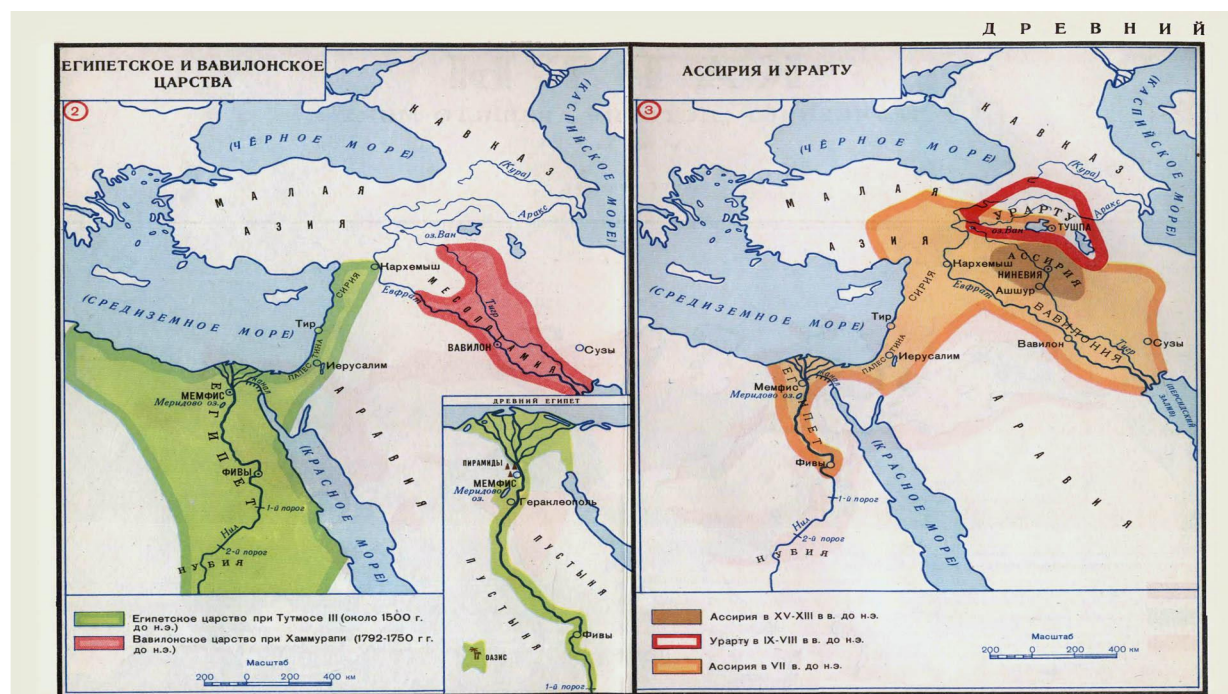 ДРЕВНИЙ
ЕГИПЕТСКОЕ И ВАВИЛОНСКОЕ
ЦАРСТВА
2
КАВКАЗ
(КАСПИЙСКОЕ
МОРЕ)
(ЧЁРНОЕ МОРЕ)
(Кура)
МАЛАЯ
АЗИЯ
Аракс
оз.Ван
Кархемыш
СИРИЯ
МЕСОПОТАМИЯ
Евфрат
Тигр
(СРЕДИЗЕМНОЕ МОРЕ)
Тир
ВАВИЛОН
Сузы
ПАЛЕСТИНА
Иерусалим
Канал
ЕГИПЕТ
МЕМФИС
Меридово оз.
АРАВИЯ
ФИВЫ
(КРАСНОЕ МОРЕ)
1-й порог
Нил
2-й порог
НУБИЯ
ДРЕВНИЙ ЕГИПЕТ
ПИРАМИДЫ
МЕМФИС
Меридово
оз.
Гераклеополь
ПУСТЫНЯ
ПУСТЫНЯ
Фивы
ОАЗИС
1-й порог
Египетское царство при Тутмосе III (около 1500 г.
до н.э.)
Вавилонское царство при Хаммурапи (1792-1750 г г.
до н.э.)
Масштаб
200 0 200 400 км
АССИРИЯ И УРАРТУ
3
КАВКАЗ
(КАСПИЙСКОЕ
МОРЕ)
(ЧЁРНОЕ МОРЕ)
(Кура)
МАЛАЯ
АЗИЯ
УРАРТУ
Аракс
оз.Ван
ТУШПА
Кархемыш
АССИРИЯ
НИНЕВИЯ
Ашшур
СИРИЯ
Евфрат
ВАВИЛОНИЯ
Тигр
(СРЕДИЗЕМНОЕ МОРЕ)
Тир
Вавилон
Сузы
ПАЛЕСТИНА
Иерусалим
Канал
ЕГИПЕТ
Мемфис
Меридово оз.
(ПЕРСИДСКИЙ
ЗАЛИВ)
АРАВИЯ
Фивы
(КРАСНОЕ МОРЕ)
1-й порог
Нил
2-й порог
НУБИЯ
Ассирия в XV-XIII в в. до н.э.
Урарту в IX-VIII в в. до н.э.
Ассирия в VII в. до н.э.
Масштаб
200 0 200 400 км